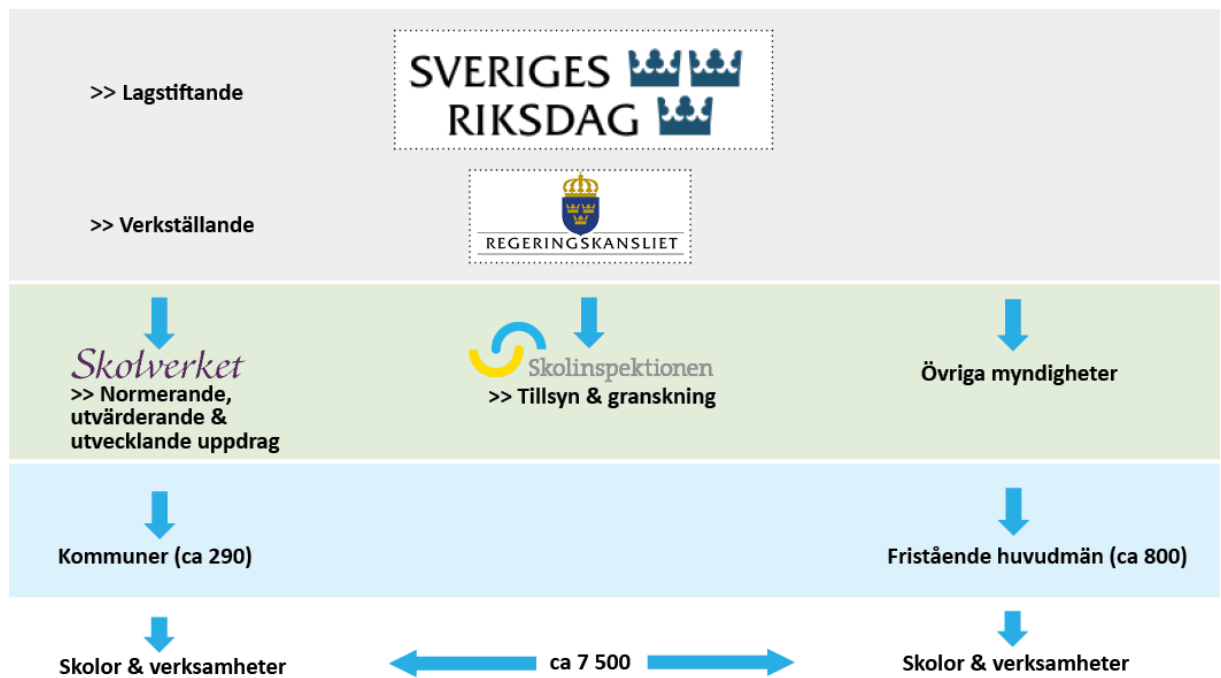 >> Lagstiftande
SVERIGES
RIKSDAG
>> Verkställande
REGERINGSKANSLIET
Skolverket
>> Normerande,
utvärderande &
utvecklande uppdrag
Skolinspektionen
>> Tillsyn & granskning
Övriga myndigheter
Kommuner (ca 290)
Fristående huvudmän (ca 800)
Skolor & verksamheter
ca 7 500
Skolor & verksamheter